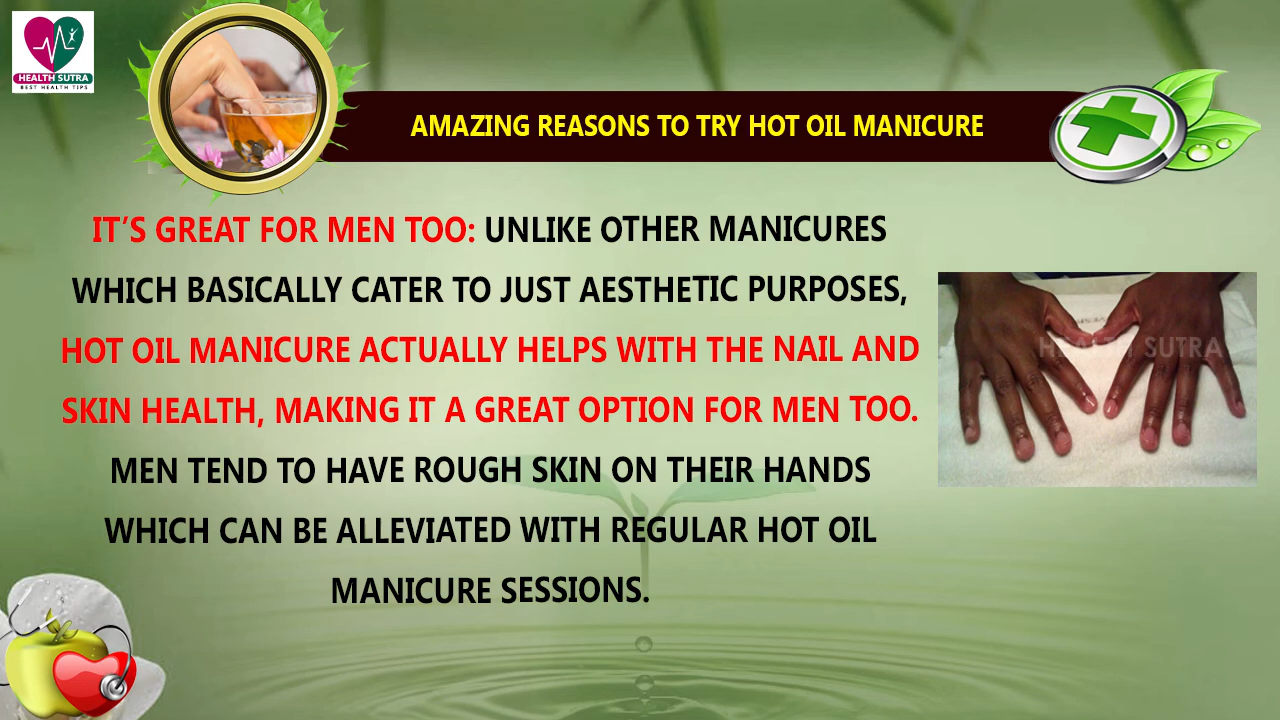 HEALTH SUTRA
BEST HEALTH TIPS
AMAZING REASONS TO TRY HOT OIL MANICURE
IT'S GREAT FOR MEN TOO: UNLIKE OTHER MANICURES
WHICH BASICALLY CATER TO JUST AESTHETIC PURPOSES,
HOT OIL MANICURE ACTUALLY HELPS WITH THE NAIL AND
SKIN HEALTH, MAKING IT A GREAT OPTION FOR MEN TOO.
MEN TEND TO HAVE ROUGH SKIN ON THEIR HANDS
WHICH CAN BE ALLEVIATED WITH REGULAR HOT OIL
MANICURE SESSIONS.
HEALTH SUTRA